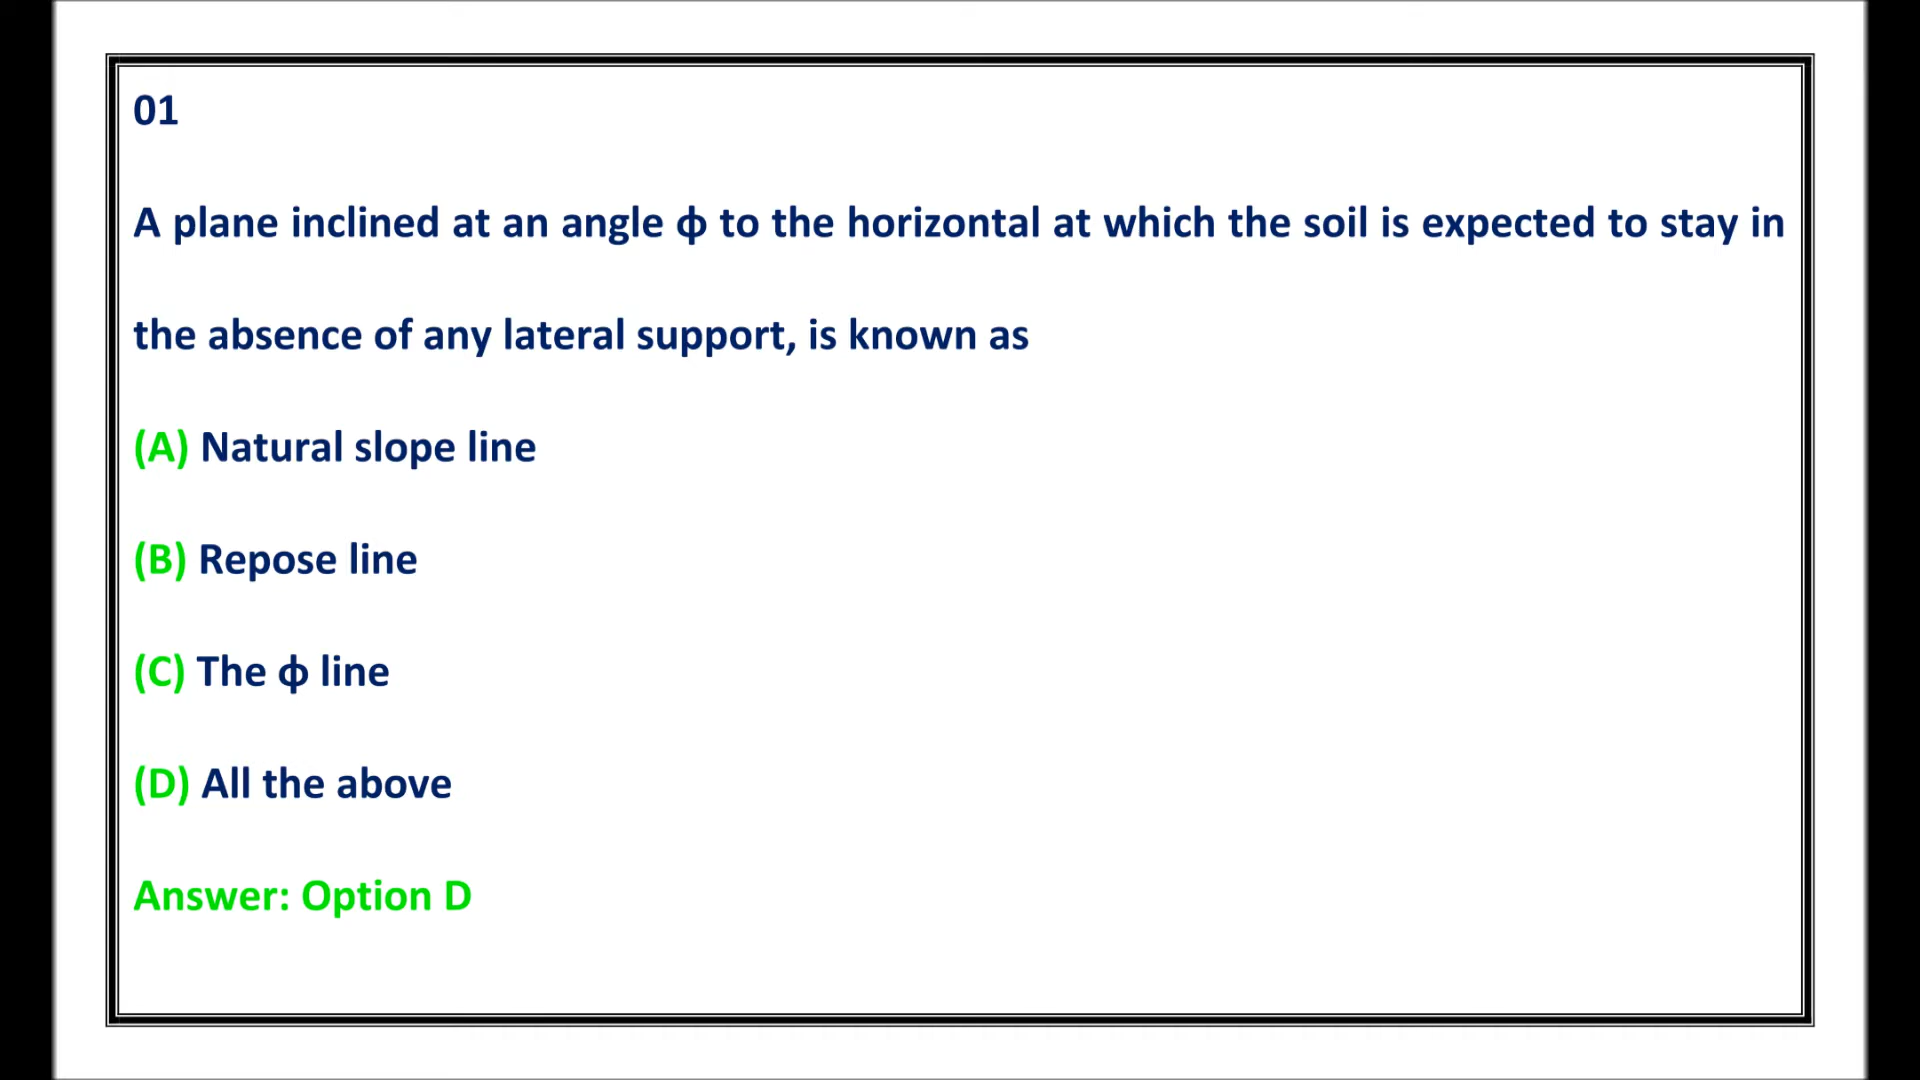 01
A plane inclined at an angle ф to the horizontal at which the soil is expected to stay in
the absence of any lateral support, is known as
(A) Natural slope line
(B) Repose line
(C) The ф line
(D) All the above
Answer: Option D